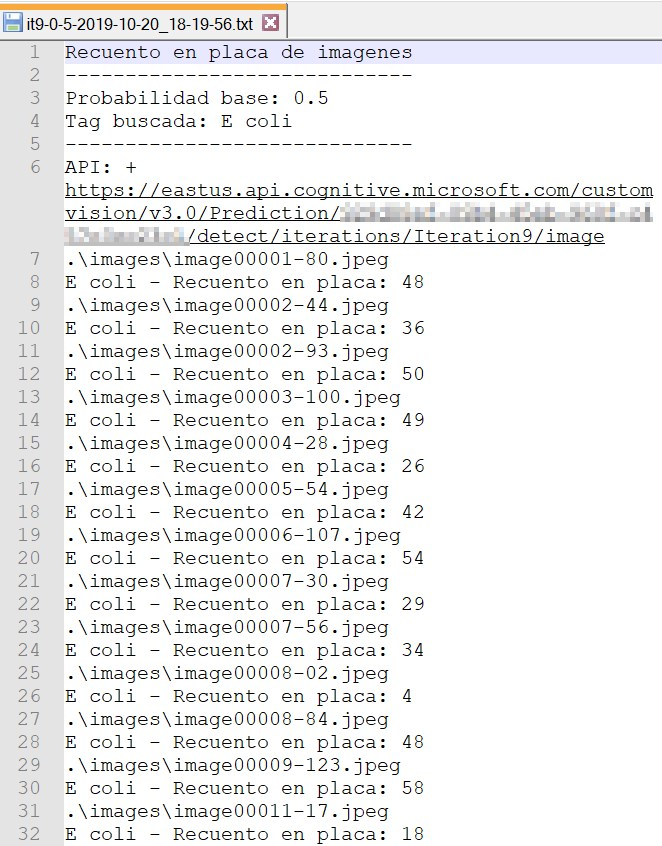 it9-0-5-2019-10-20_18-19-56.txt
1 Recuento en placa de imagenes
2 -----------------------------
3 Probabilidad base: 0.5
4 Tag buscada: E coli
5 -----------------------------
6 API: +
https://eastus.api.cognitive.microsoft.com/custom
vision/v3.0/Prediction/
/detect/iterations/Iteration9/image
7 .\images\image00001-80.jpeg
8 E coli - Recuento en placa: 48
9 .\images\image00002-44.jpeg
10 E coli - Recuento en placa: 36
11 .\images\image00002-93.jpeg
12 E coli - Recuento en placa: 50
13 .\images\image00003-100.jpeg
14 E coli - Recuento en placa: 49
15 .\images\image00004-28.jpeg
16 E coli - Recuento en placa: 26
17 .\images\image00005-54.jpeg
18 E coli - Recuento en placa: 42
19 .\images\image00006-107.jpeg
20 E coli - Recuento en placa: 54
21 .\images\image00007-30.jpeg
22 E coli - Recuento en placa: 29
23 .\images\image00007-56.jpeg
24 E coli - Recuento en placa: 34
25 .\images\image00008-02.jpeg
26 E coli - Recuento en placa: 4
27 .\images\image00008-84.jpeg
28 E coli - Recuento en placa: 48
29 .\images\image00009-123.jpeg
30 E coli - Recuento en placa: 58
31 .\images\image00011-17.jpeg
32 E coli - Recuento en placa: 18